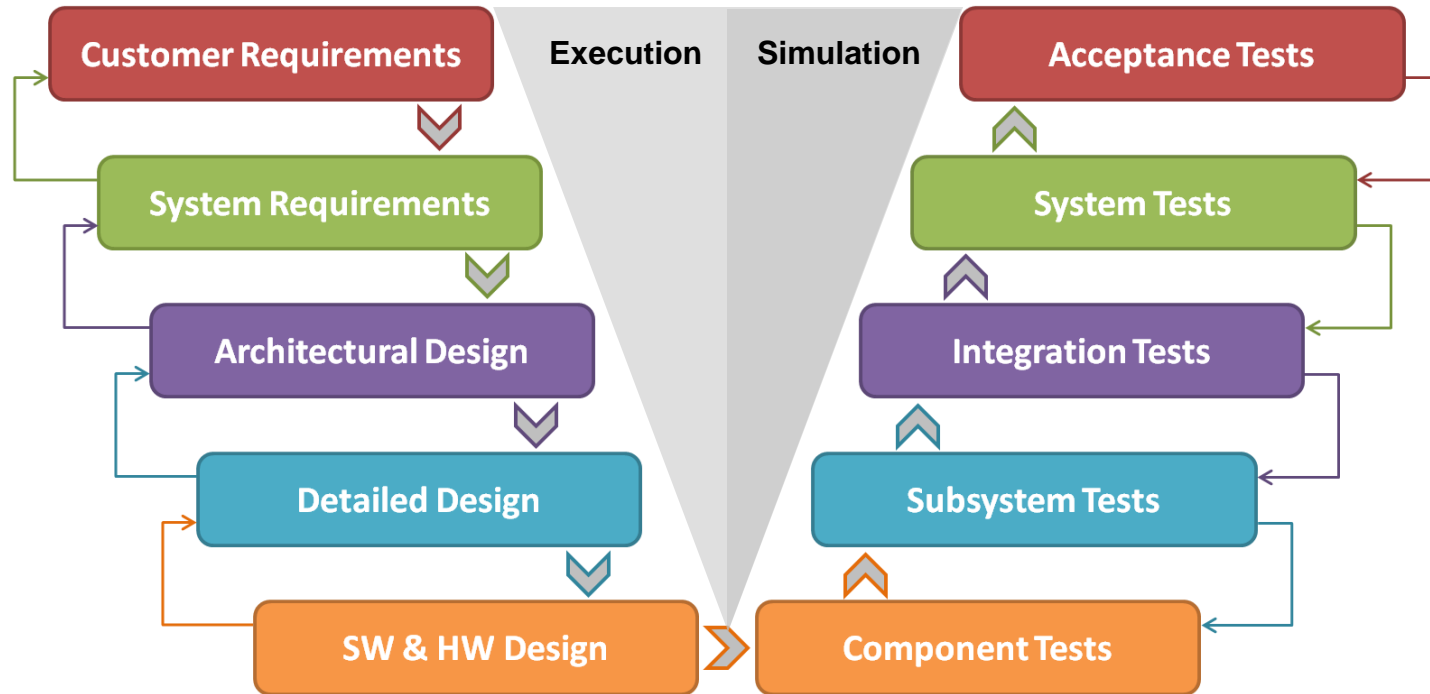 Customer Requirements
Execution
Simulation
Acceptance Tests
System Requirements
System Tests
Architectural Design
Integration Tests
Detailed Design
Subsystem Tests
SW & HW Design
Component Tests